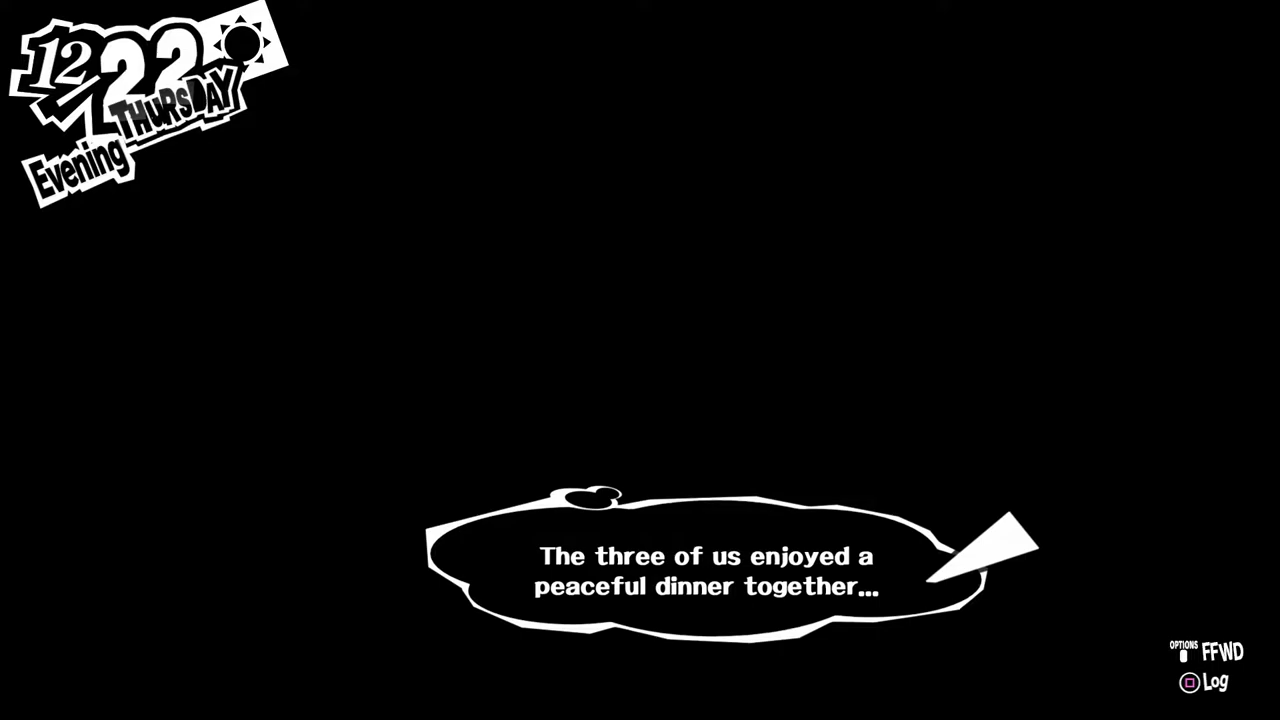 12/22
THURSDAY
Evening
The three of us enjoyed a
peaceful dinner together...
OPTIONS FFWD
Log